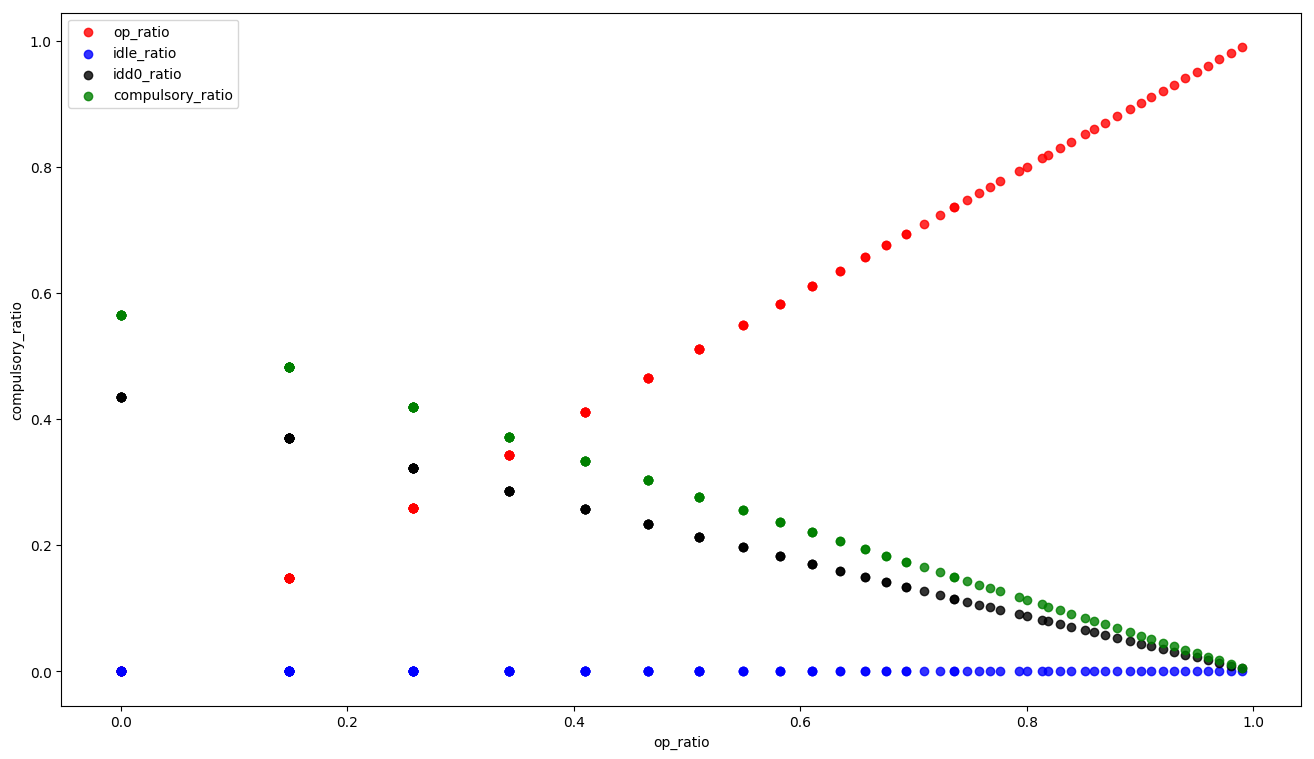 op_ratio
idle_ratio
idd0_ratio
compulsory_ratio
1.0
0.8
0.6
0.4
0.2
0.0
compulsory_ratio
0.0 0.2 0.4 0.6 0.8 1.0
op_ratio